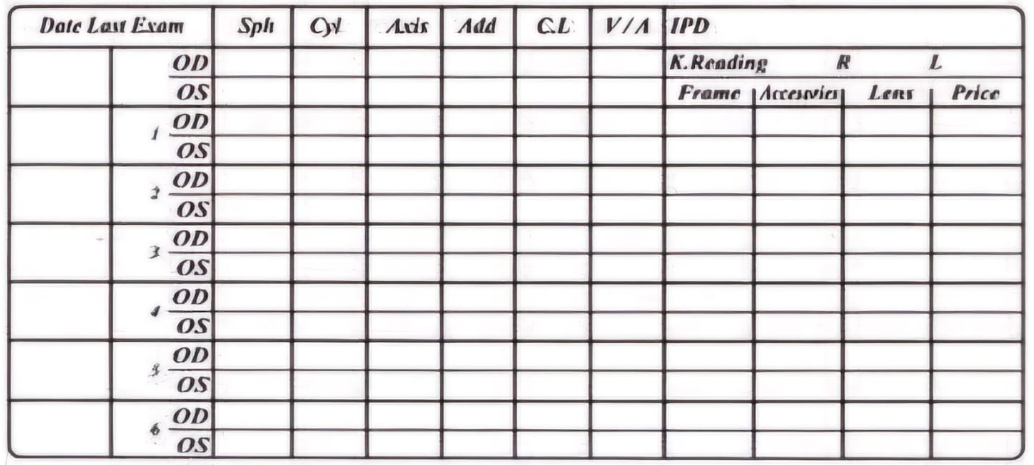 Date Last Exam Sph Cyl Axis Add C.L V/A IPD
OD K.Reading R L
OS Frame Accessories Lens Price
1 OD
OS
2 OD
OS
3 OD
OS
4 OD
OS
5 OD
OS
6 OD
OS